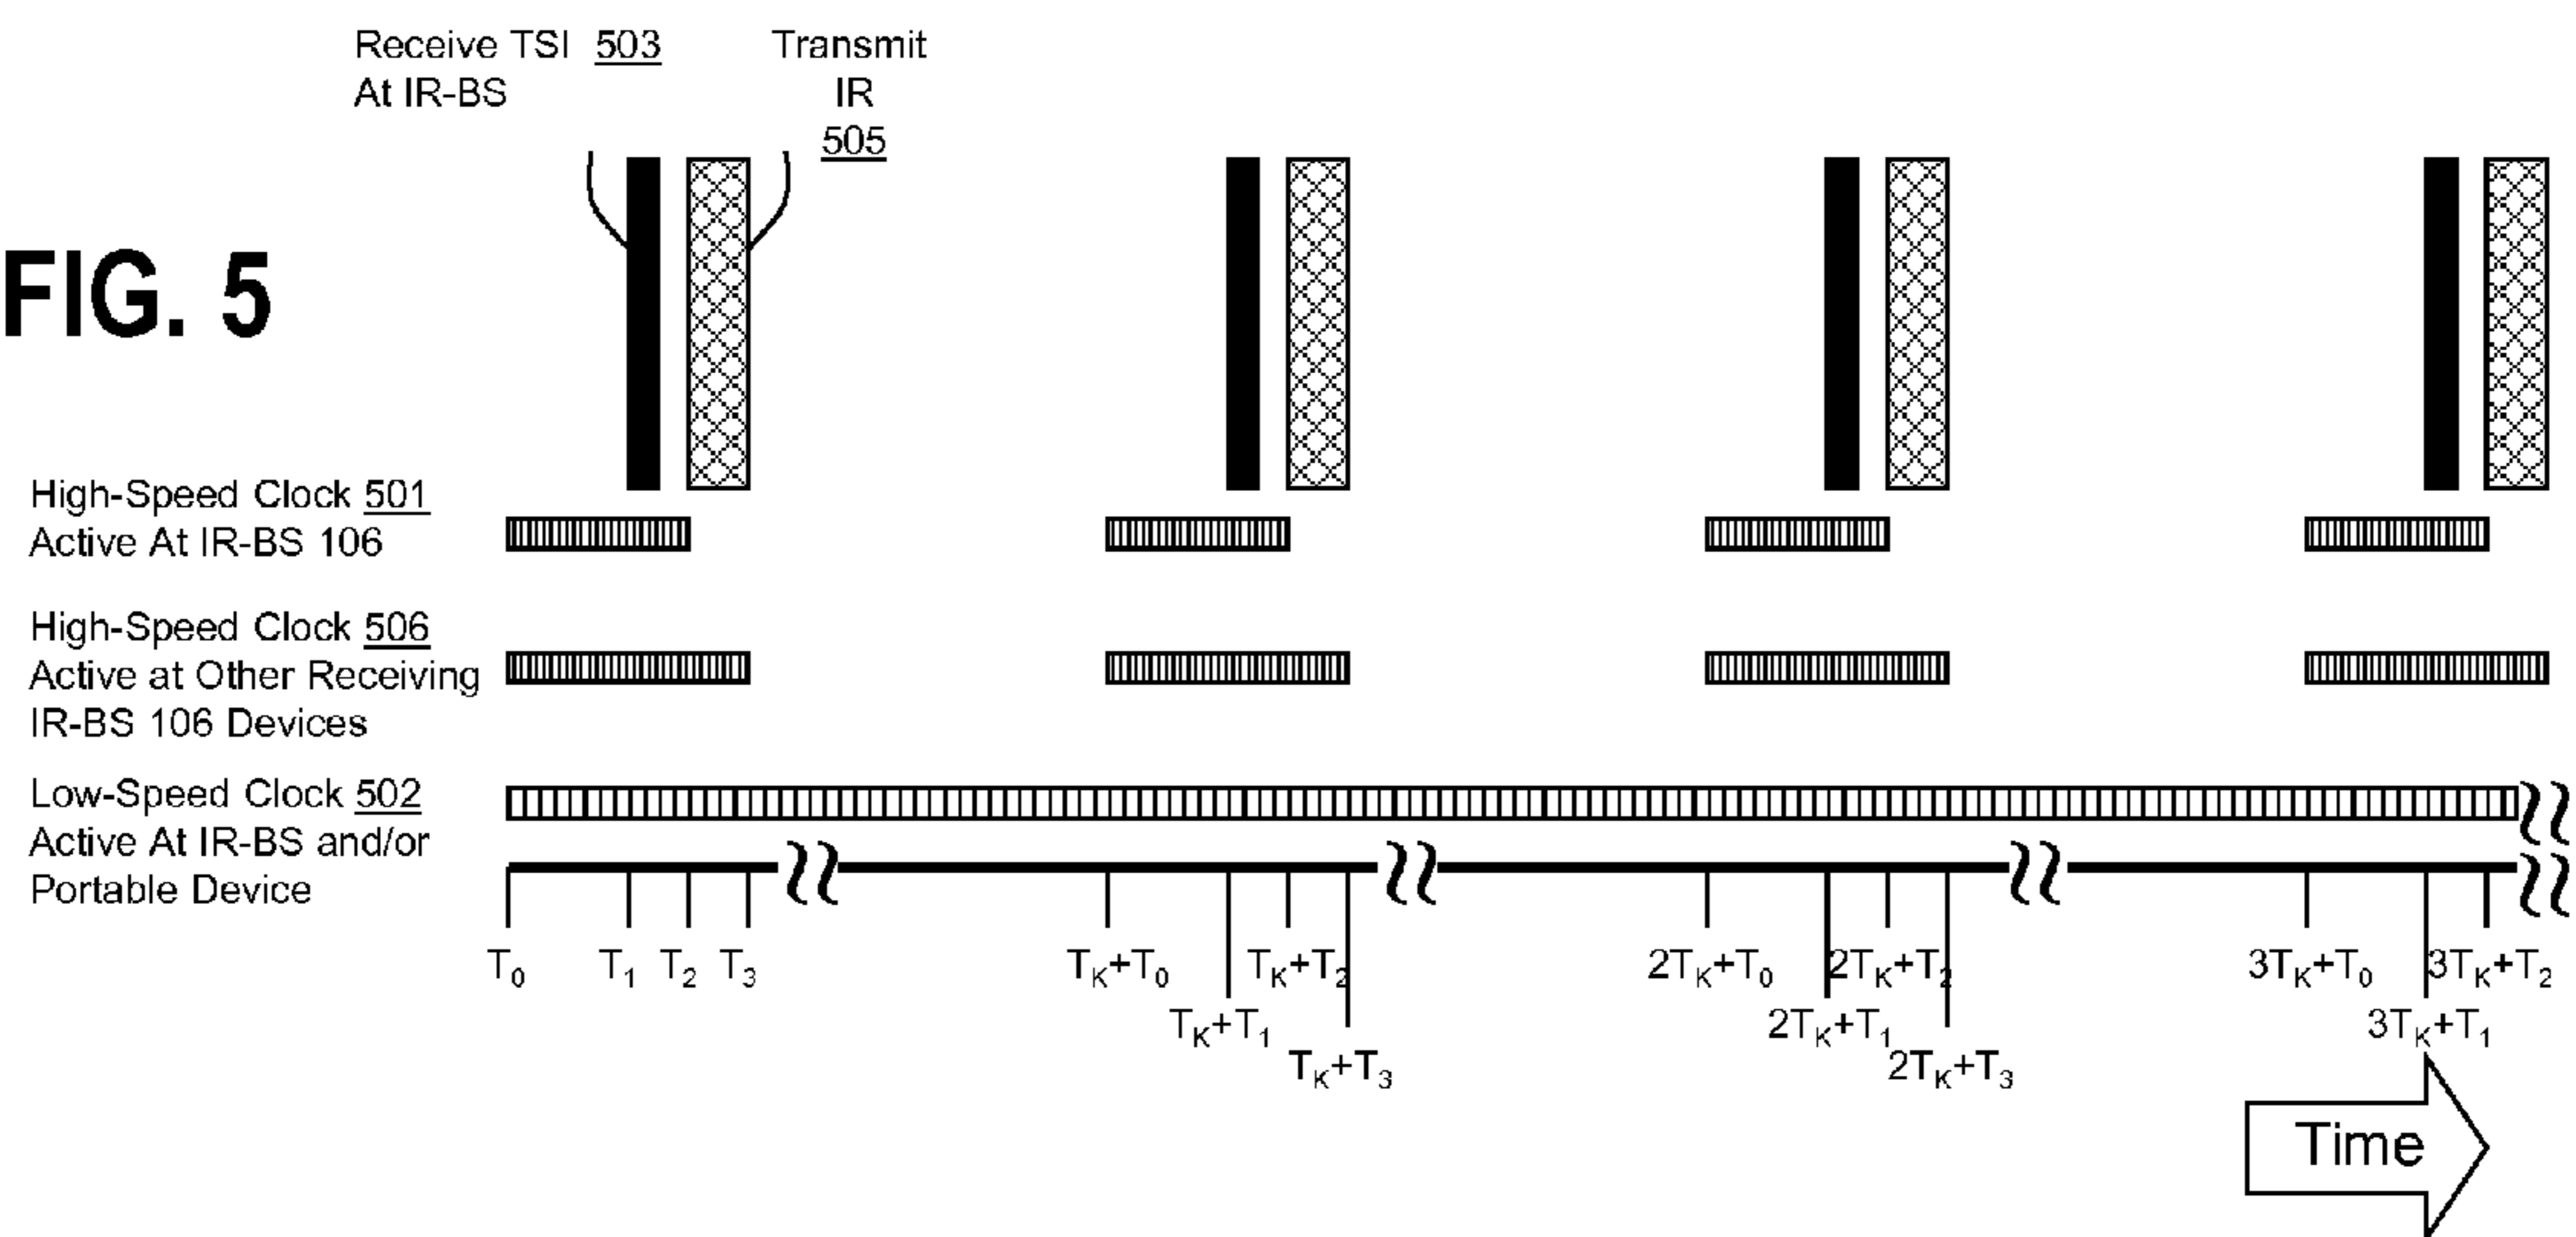 Receive TSI 503
At IR-BS
Transmit
IR
505
FIG. 5
High-Speed Clock 501
Active At IR-BS 106
High-Speed Clock 506
Active at Other Receiving
IR-BS 106 Devices
Low-Speed Clock 502
Active At IR-BS and/or
Portable Device
T0 T1 T2 T3 TK+T0 TK+T2 2TK+T0 2TK+T2 3TK+T0 3TK+T2
TK+T1 2TK+T1 3TK+T1
TK+T3 2TK+T3
Time